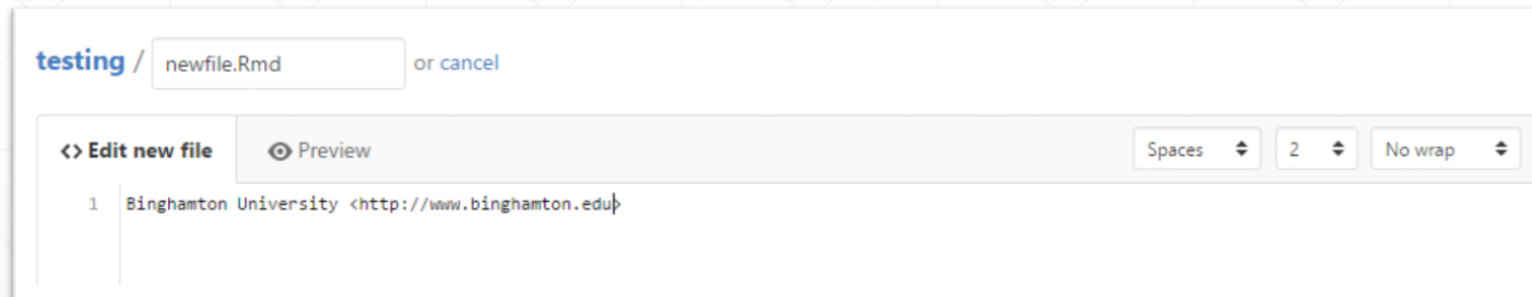 testing / newfile.Rmd or cancel
<> Edit new file Preview Spaces 2 No wrap
1 Binghamton University <http://www.binghamton.edu>